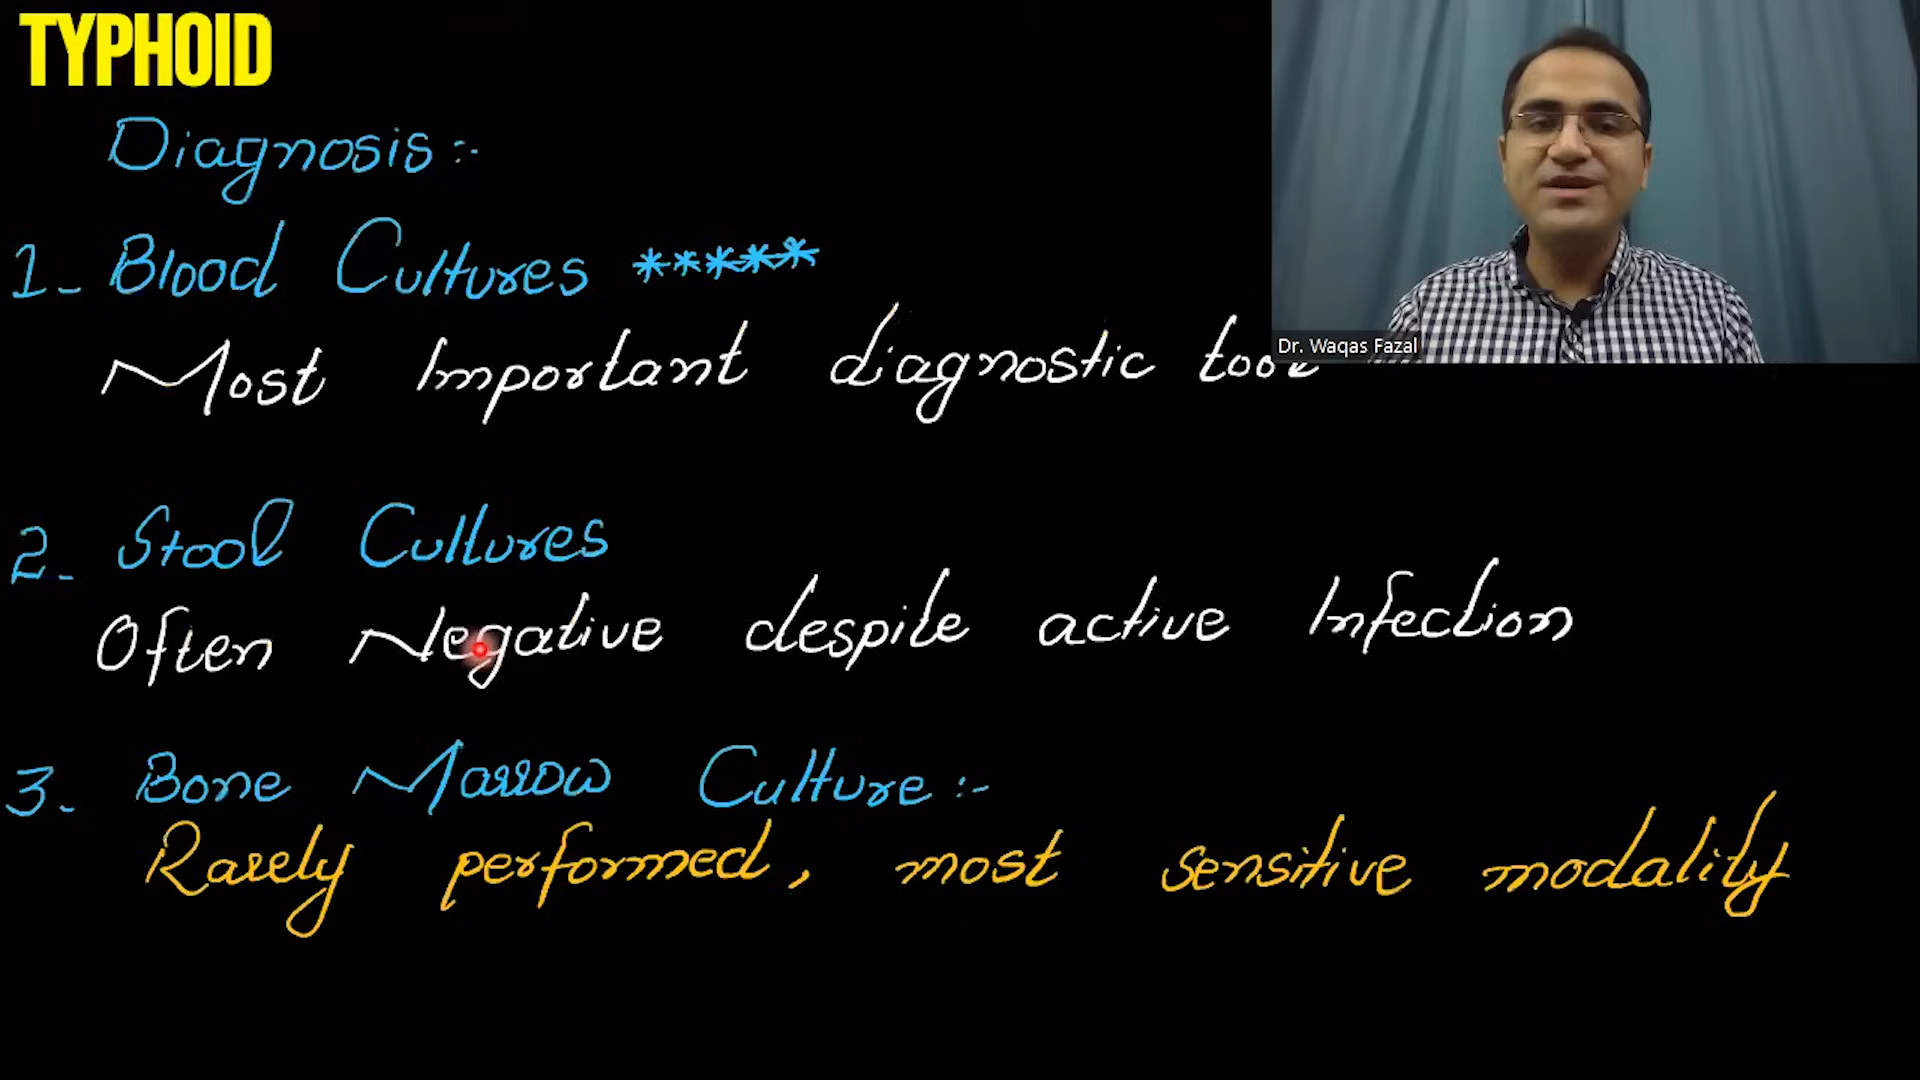 TYPHOID
Diagnosis :-
1- Blood Cultures *****
Most Important diagnostic tool
Dr. Waqas Fazal
2- Stool Cultures
Often Negative despite active Infection
3- Bone Marrow Culture :-
Rarely performed, most sensitive modality